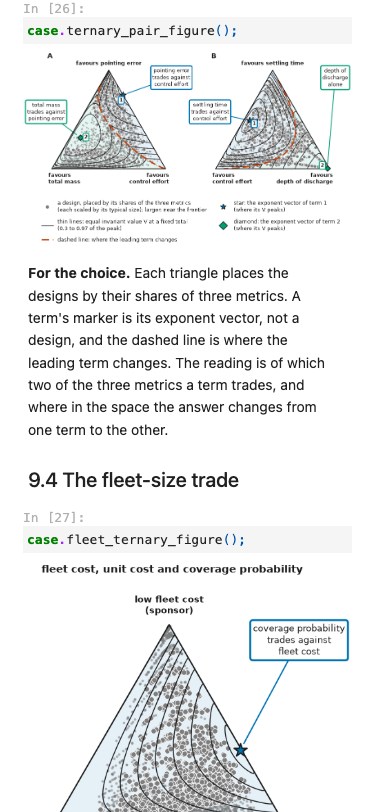 In [26]:
case.ternary_pair_figure();
A
B
favours pointing error
favours settling time
pointing error
trades against
control effort
depth of
discharge
alone
total mass
trades against
pointing error
settling time
trades against
control effort
1
2
1
2
favours
total mass
favours
control effort
favours
control effort
favours
depth of discharge
a design, placed by its shares of the three metrics
(each scaled by its typical size); larger near the frontier
thin lines: equal invariant value V at a fixed total
(0.3 to 0.97 of the peak)
dashed line: where the leading term changes
star: the exponent vector of term 1
(where its V peaks)
diamond: the exponent vector of term 2
(where its V peaks)
For the choice. Each triangle places the
designs by their shares of three metrics. A
term's marker is its exponent vector, not a
design, and the dashed line is where the
leading term changes. The reading is of which
two of the three metrics a term trades, and
where in the space the answer changes from
one term to the other.
9.4 The fleet-size trade
In [27]:
case.fleet_ternary_figure();
fleet cost, unit cost and coverage probability
low fleet cost
(sponsor)
coverage probability
trades against
fleet cost